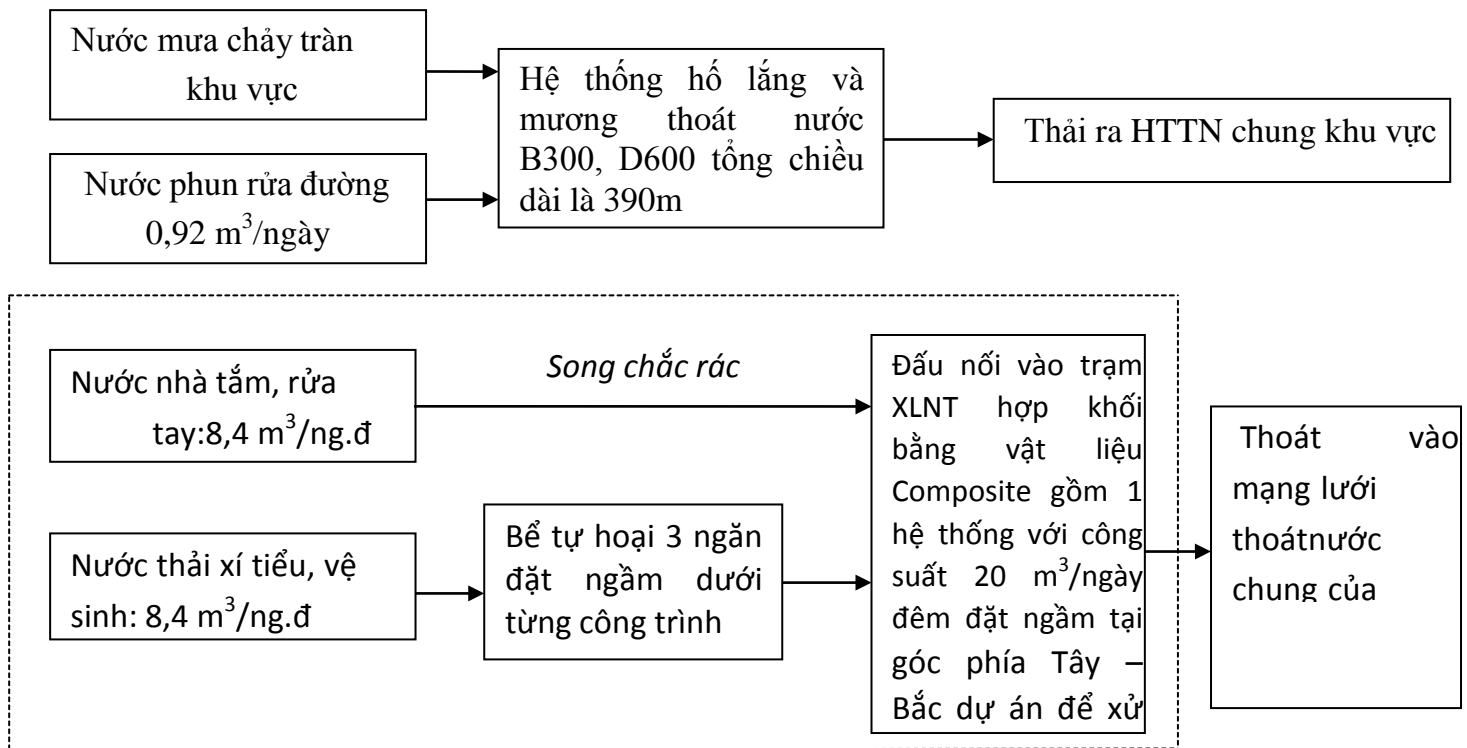 Nước mưa chảy tràn
khu vực
Nước phun rửa đường
0,92 m³/ngày
Hệ thống hố lắng và
mương thoát nước
B300, D600 tổng chiều
dài là 390m
Thải ra HTTN chung khu vực
Nước nhà tắm, rửa
tay:8,4 m³/ng.đ
Song chắc rác
Nước thải xí tiểu, vệ
sinh: 8,4 m³/ng.đ
Bể tự hoại 3 ngăn
đặt ngầm dưới
từng công trình
Đấu nối vào trạm
XLNT hợp khối
bằng vật liệu
Composite gồm 1
hệ thống với công
suất 20 m³/ngày
đêm đặt ngầm tại
góc phía Tây –
Bắc dự án để xử
Thoát vào
mạng lưới
thoátnước
chung của